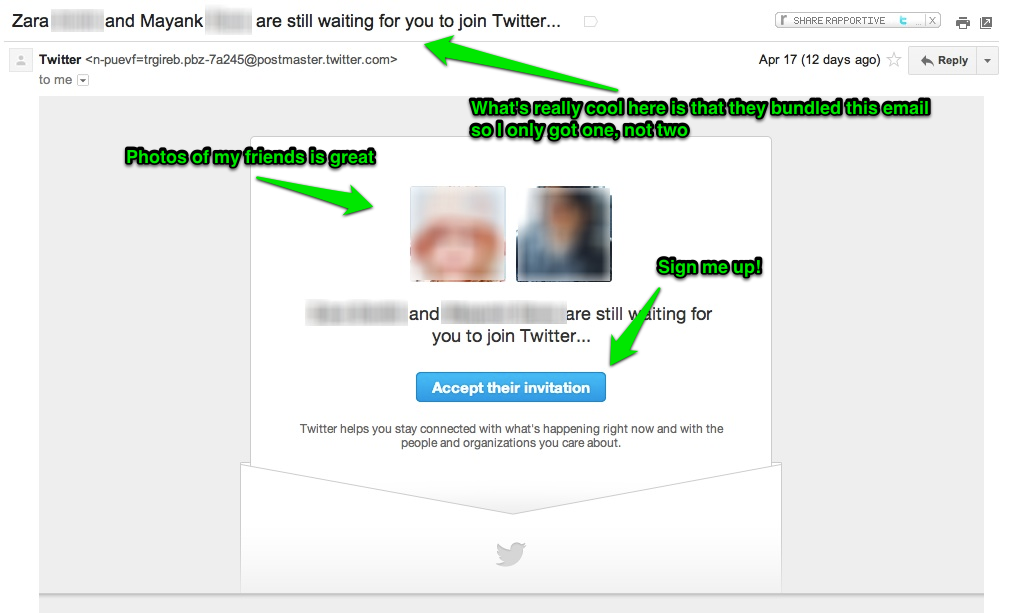 Zara and Mayank are still waiting for you to join Twitter...
SHARE RAPPORTIVE ... X
Twitter <n-puevf=trgireb.pbz-7a245@postmaster.twitter.com>
Apr 17 (12 days ago)
Reply
to me
What's really cool here is that they bundled this email
so I only got one, not two
Photos of my friends is great
Sign me up!
and are still waiting for
you to join Twitter...
Accept their invitation
Twitter helps you stay connected with what's happening right now and with the
people and organizations you care about.